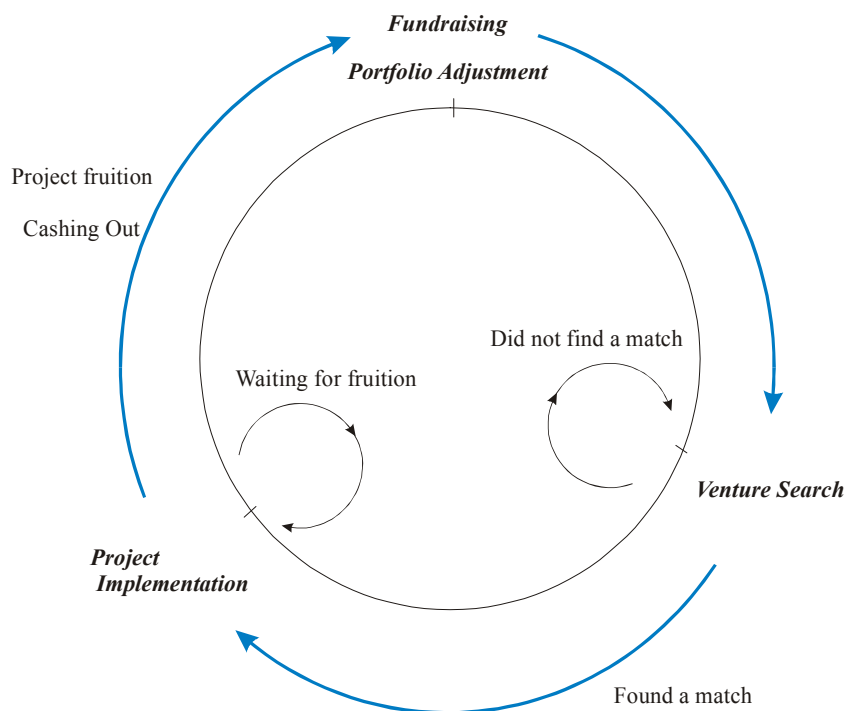 Fundraising
Portfolio Adjustment
Project fruition
Cashing Out
Did not find a match
Waiting for fruition
Venture Search
Project
Implementation
Found a match